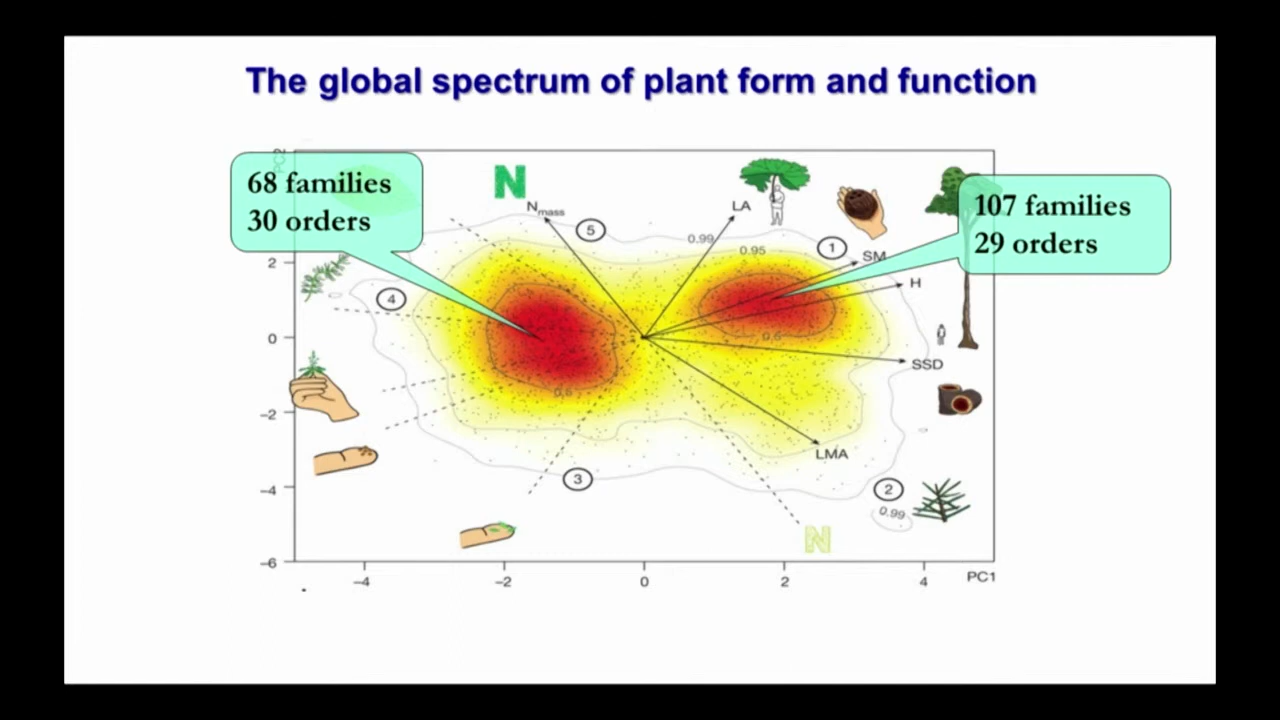 The global spectrum of plant form and function
PC2
68 families
30 orders
N
N mass
5
LA
0.99
0.95
1
SM
H
107 families
29 orders
2
4
0
0.6
SSD
-2
0.6
LMA
3
2
0.99
-4
N
-6
-4
-2
0
2
4
PC1